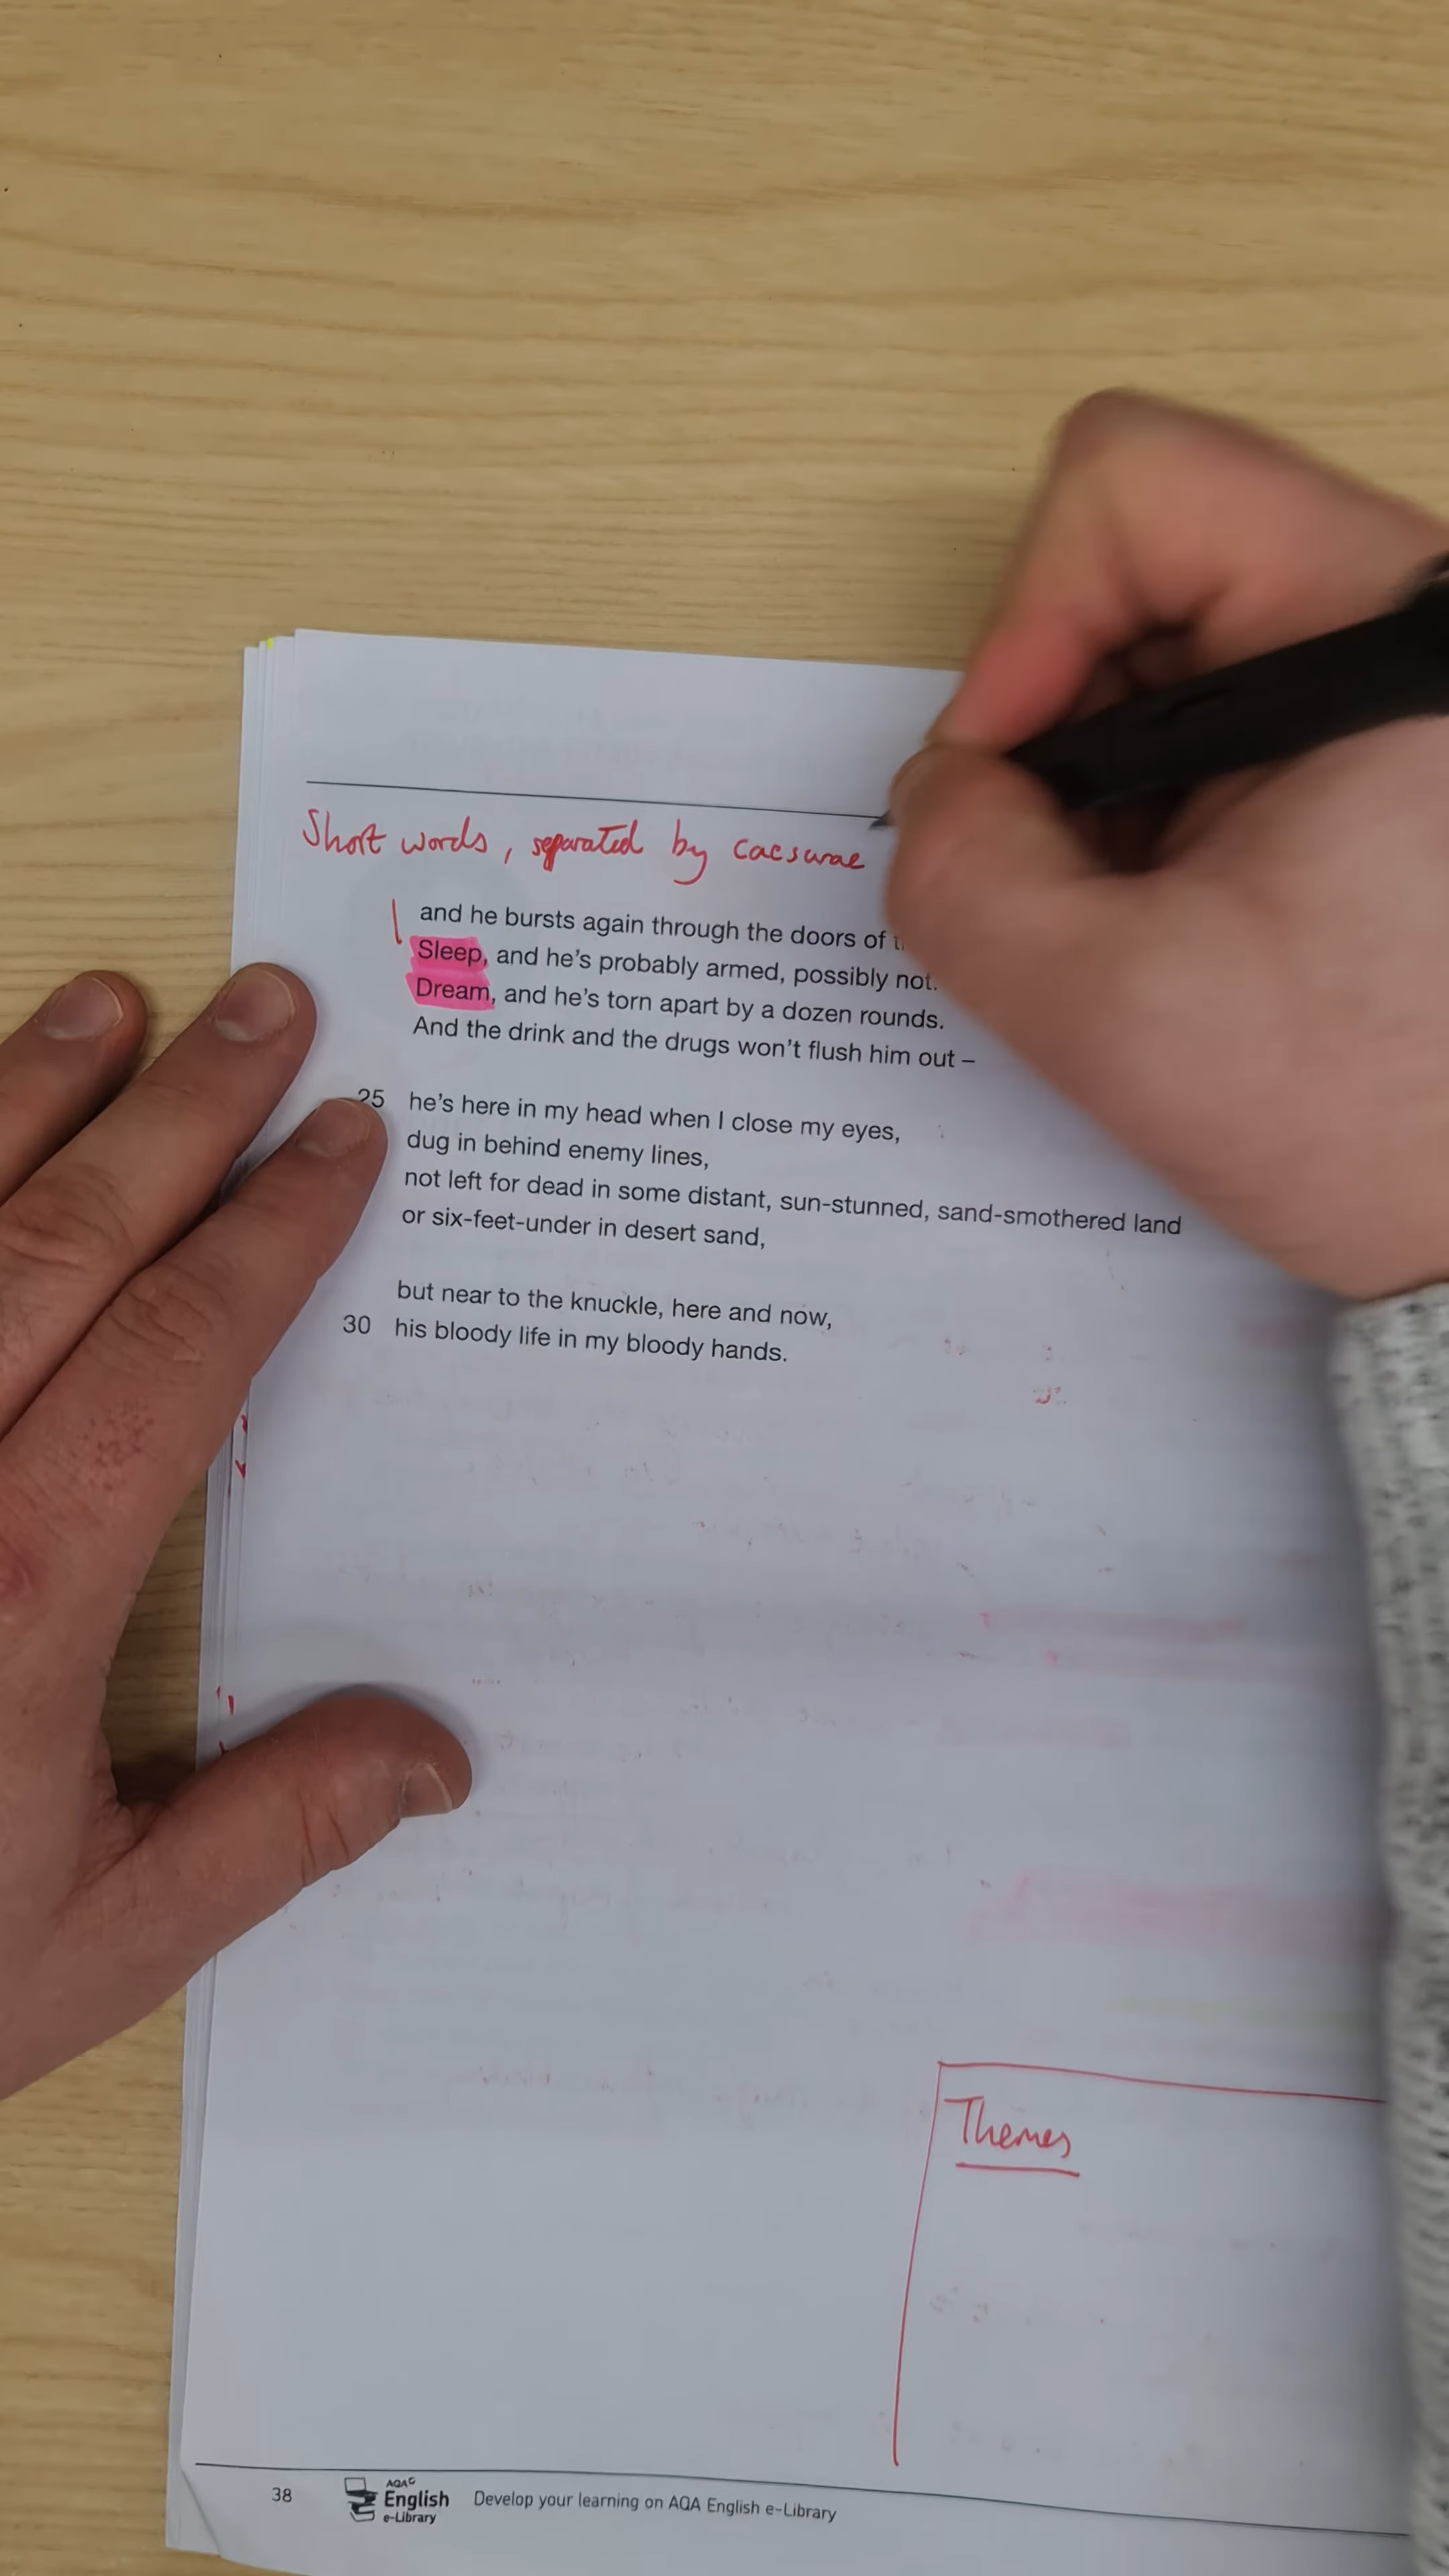 Short words, separated by caesurae
and he bursts again through the doors of
Sleep, and he's probably armed, possibly not.
Dream, and he's torn apart by a dozen rounds.
And the drink and the drugs won't flush him out –
25 he's here in my head when I close my eyes,
dug in behind enemy lines,
not left for dead in some distant, sun-stunned, sand-smothered land
or six-feet-under in desert sand,
but near to the knuckle, here and now,
30 his bloody life in my bloody hands.
Themes
38
AQA
English
e-Library
Develop your learning on AQA English e-Library